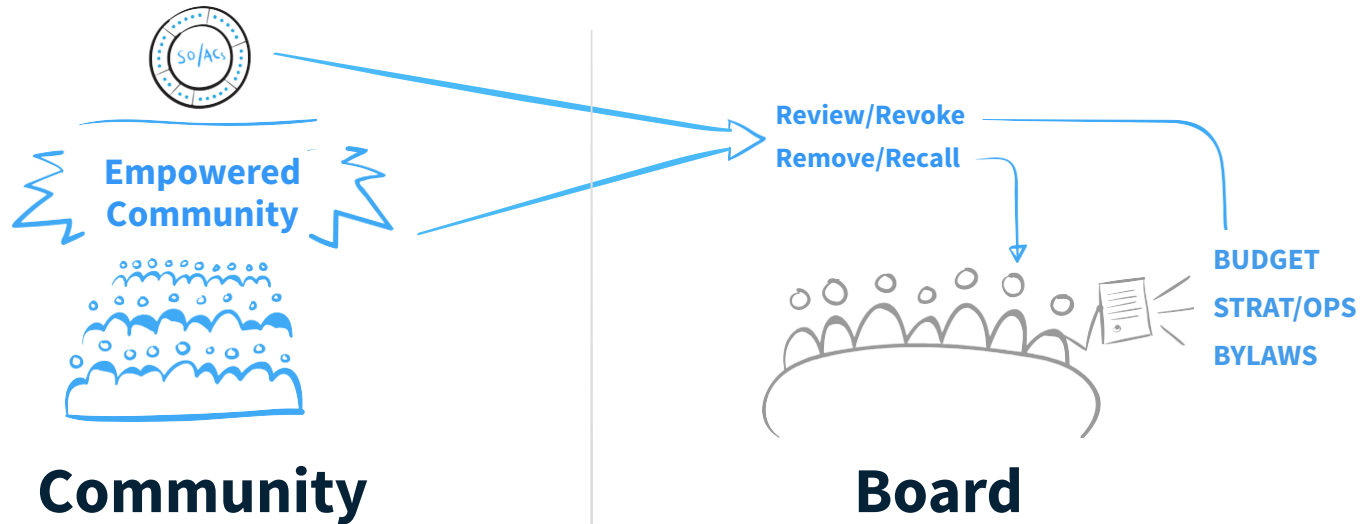 SO/ACs
Empowered
Community
Community
Review/Revoke
Remove/Recall
BUDGET
STRAT/OPS
BYLAWS
Board